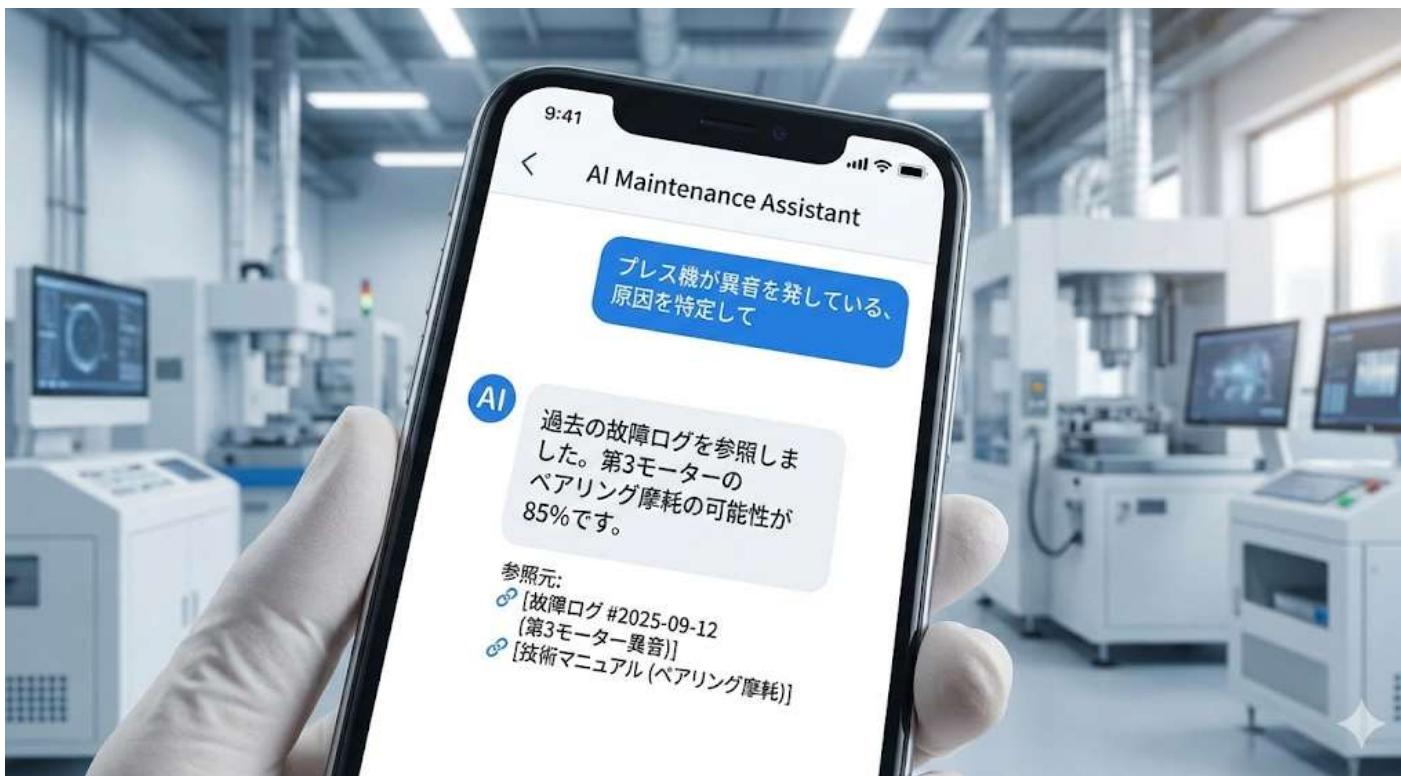 9:41
AI Maintenance Assistant
プレス機が異音を発している、
原因を特定して
AI
過去の故障ログを参照しま
した。第3モーターの
ペアリング摩耗の可能性が
85%です。
参照元:
[故障ログ #2025-09-12
(第3モーター異音)]
[技術マニュアル (ペアリング摩耗)]